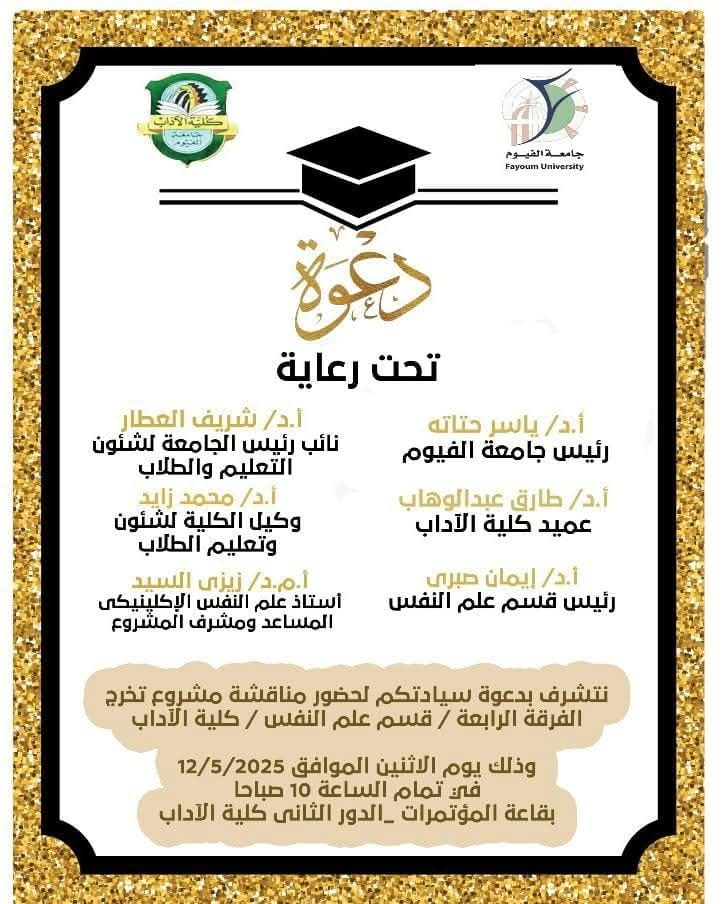 كلية الآداب
جامعة
الفيوم
جامعة الفيوم
Fayoum University
دعوة
تحت رعاية
أ.د/ ياسر حتاته
رئيس جامعة الفيوم
أ.د/ شريف العطار
نائب رئيس الجامعة لشئون
التعليم والطلاب
أ.د/ طارق عبدالوهاب
عميد كلية الآداب
أ.د/ محمد زايد
وكيل الكلية لشئون
وتعليم الطلاب
أ.د/ إيمان صبرى
رئيس قسم علم النفس
أ.م.د/ زيزى السيد
أستاذ علم النفس الإكلينيكى
المساعد ومشرف المشروع
نتشرف بدعوة سيادتكم لحضور مناقشة مشروع تخرج
الفرقة الرابعة / قسم علم النفس / كلية الآداب
وذلك يوم الاثنين الموافق 12/5/2025
في تمام الساعة 10 صباحا
بقاعة المؤتمرات _الدور الثانى كلية الآداب